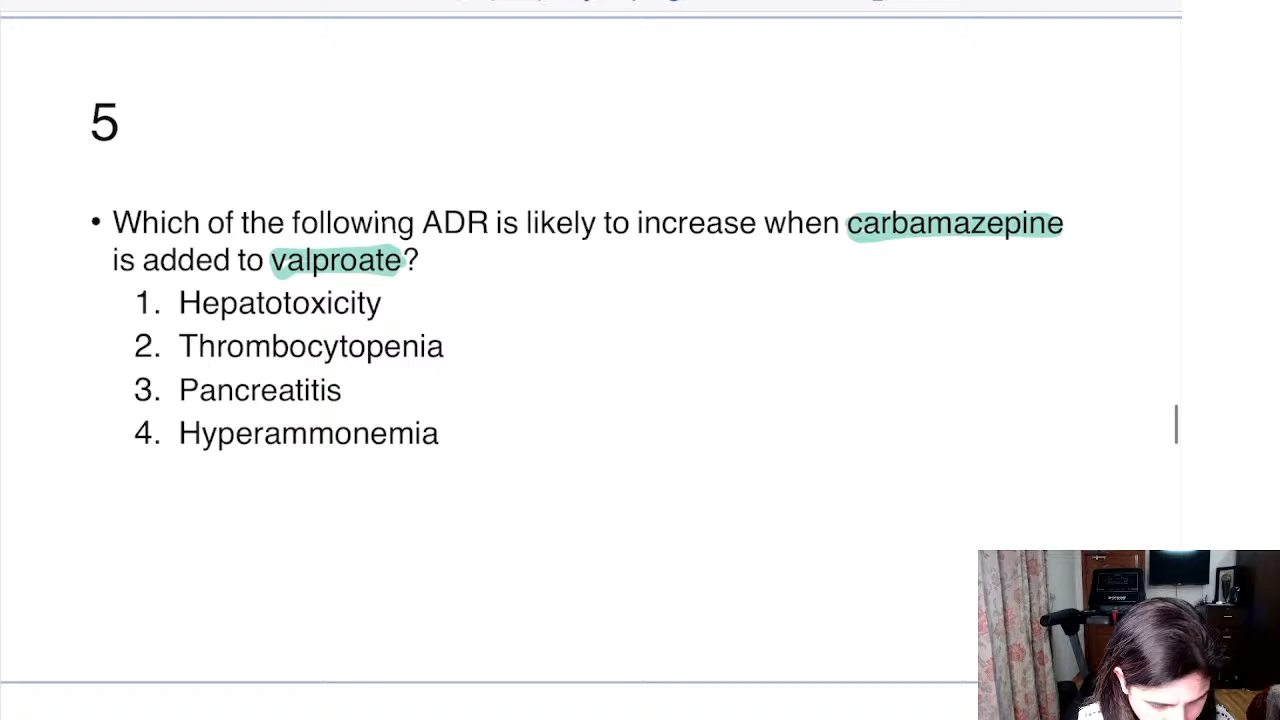 5
• Which of the following ADR is likely to increase when carbamazepine
is added to valproate?
1. Hepatotoxicity
2. Thrombocytopenia
3. Pancreatitis
4. Hyperammonemia